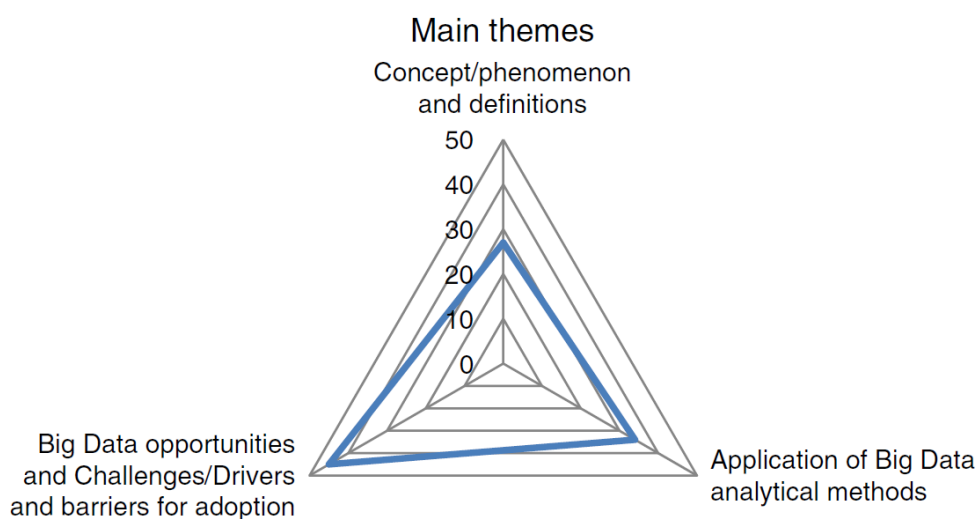 Main themes
Concept/phenomenon
and definitions
50
40
30
20
10
0
Big Data opportunities
and Challenges/Drivers
and barriers for adoption
Application of Big Data
analytical methods